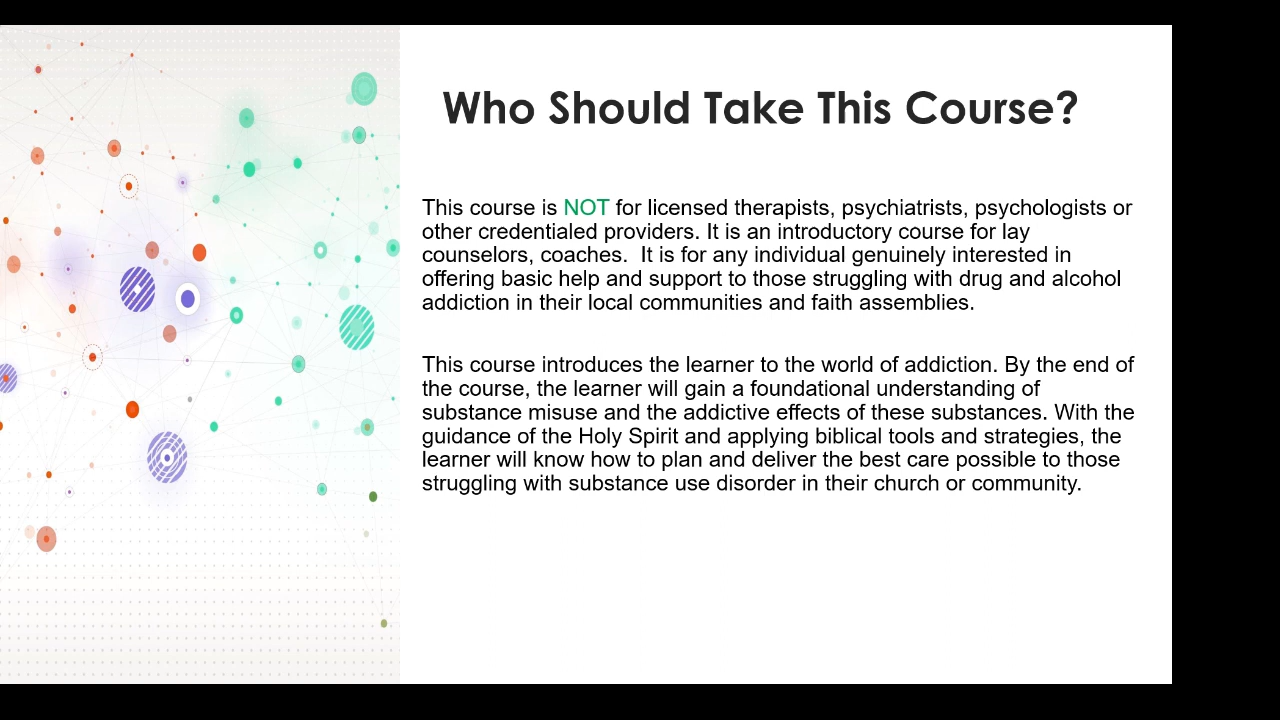 Who Should Take This Course?
This course is NOT for licensed therapists, psychiatrists, psychologists or
other credentialed providers. It is an introductory course for lay
counselors, coaches.  It is for any individual genuinely interested in
offering basic help and support to those struggling with drug and alcohol
addiction in their local communities and faith assemblies.
This course introduces the learner to the world of addiction. By the end of
the course, the learner will gain a foundational understanding of
substance misuse and the addictive effects of these substances. With the
guidance of the Holy Spirit and applying biblical tools and strategies, the
learner will know how to plan and deliver the best care possible to those
struggling with substance use disorder in their church or community.